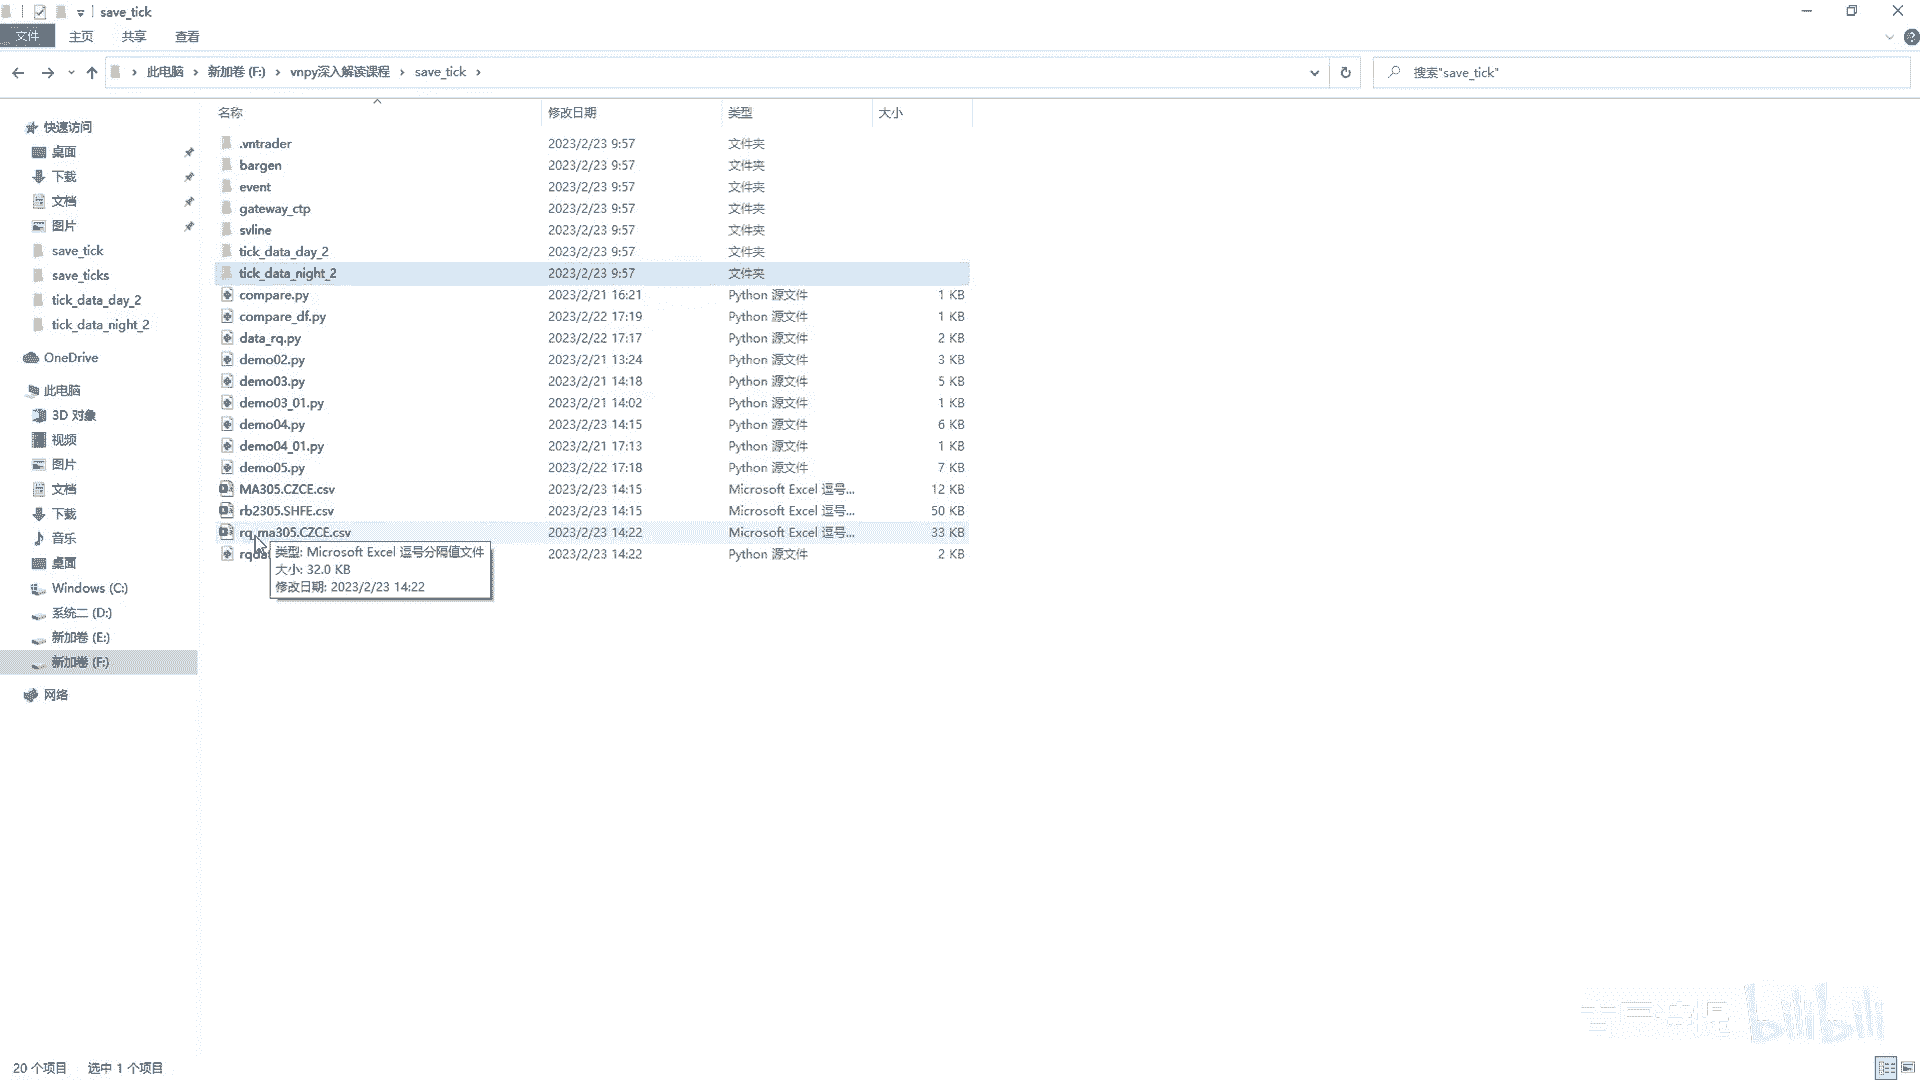 save_tick
文件 主页 共享 查看
此电脑 › 新加卷 (F:) › vnpy深入解读课程 › save_tick ›
搜索"save_tick"
名称 修改日期 类型 大小
快速访问
桌面
下载
文档
图片
save_tick
save_ticks
tick_data_day_2
tick_data_night_2
OneDrive
此电脑
3D 对象
视频
图片
文档
下载
音乐
桌面
Windows (C:)
系统二 (D:)
新加卷 (E:)
新加卷 (F:)
网络
.vntrader 2023/2/23 9:57 文件夹
bargen 2023/2/23 9:57 文件夹
event 2023/2/23 9:57 文件夹
gateway_ctp 2023/2/23 9:57 文件夹
svline 2023/2/23 9:57 文件夹
tick_data_day_2 2023/2/23 9:57 文件夹
tick_data_night_2 2023/2/23 9:57 文件夹
compare.py 2023/2/21 16:21 Python 源文件 1 KB
compare_df.py 2023/2/22 17:19 Python 源文件 1 KB
data_rq.py 2023/2/22 17:17 Python 源文件 2 KB
demo02.py 2023/2/21 13:24 Python 源文件 3 KB
demo03.py 2023/2/21 14:18 Python 源文件 5 KB
demo03_01.py 2023/2/21 14:02 Python 源文件 1 KB
demo04.py 2023/2/23 14:15 Python 源文件 6 KB
demo04_01.py 2023/2/21 17:13 Python 源文件 1 KB
demo05.py 2023/2/22 17:18 Python 源文件 7 KB
MA305.CZCE.csv 2023/2/23 14:15 Microsoft Excel 逗号... 12 KB
rb2305.SHFE.csv 2023/2/23 14:15 Microsoft Excel 逗号... 50 KB
rq_ma305.CZCE.csv 2023/2/23 14:22 Microsoft Excel 逗号... 33 KB
2023/2/23 14:22 Python 源文件 2 KB
类型: Microsoft Excel 逗号分隔值文件
大小: 32.0 KB
修改日期: 2023/2/23 14:22
bilibili
20 个项目 选中 1 个项目